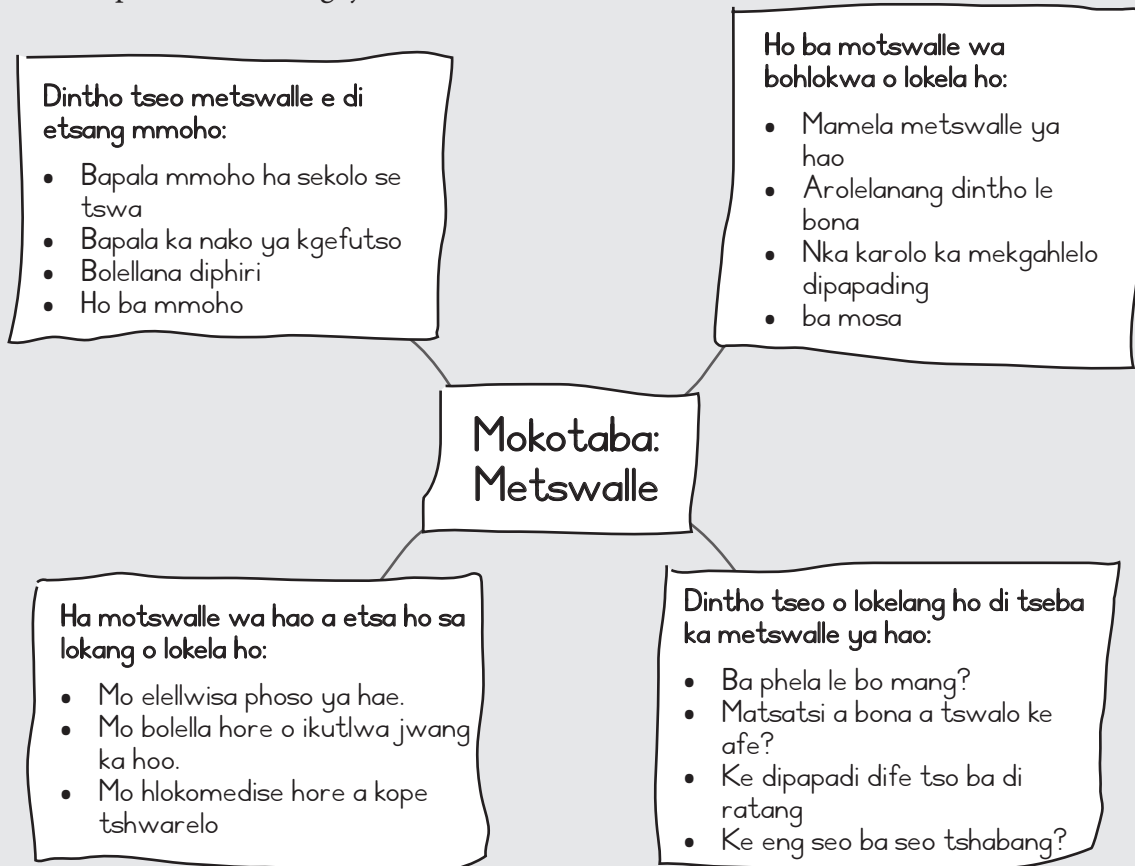 Dintho tseo metswalle e di
etsang mmoho:
• Bapala mmoho ha sekolo se
tswa
• Bapala ka nako ya kgefutso
• Bolellana diphiri
• Ho ba mmoho
Ho ba motswalle wa
bohlokwa o lokela ho:
• Mamela metswalle ya
hao
• Arolelanang dintho le
bona
• Nka karolo ka mekgahlelo
dipapading
• ba mosa
Mokotaba:
Metswalle
Ha motswalle wa hao a etsa ho sa
lokang o lokela ho:
• Mo elellwisa phoso ya hae.
• Mo bolella hore o ikutlwa jwang
ka hoo.
• Mo hlokomedise hore a kope
tshwarelo
Dintho tseo o lokelang ho di tseba
ka metswalle ya hao:
• Ba phela le bo mang?
• Matsatsi a bona a tswalo ke
afe?
• Ke dipapadi dife tso ba di
ratang
• Ke eng seo ba seo tshabang?